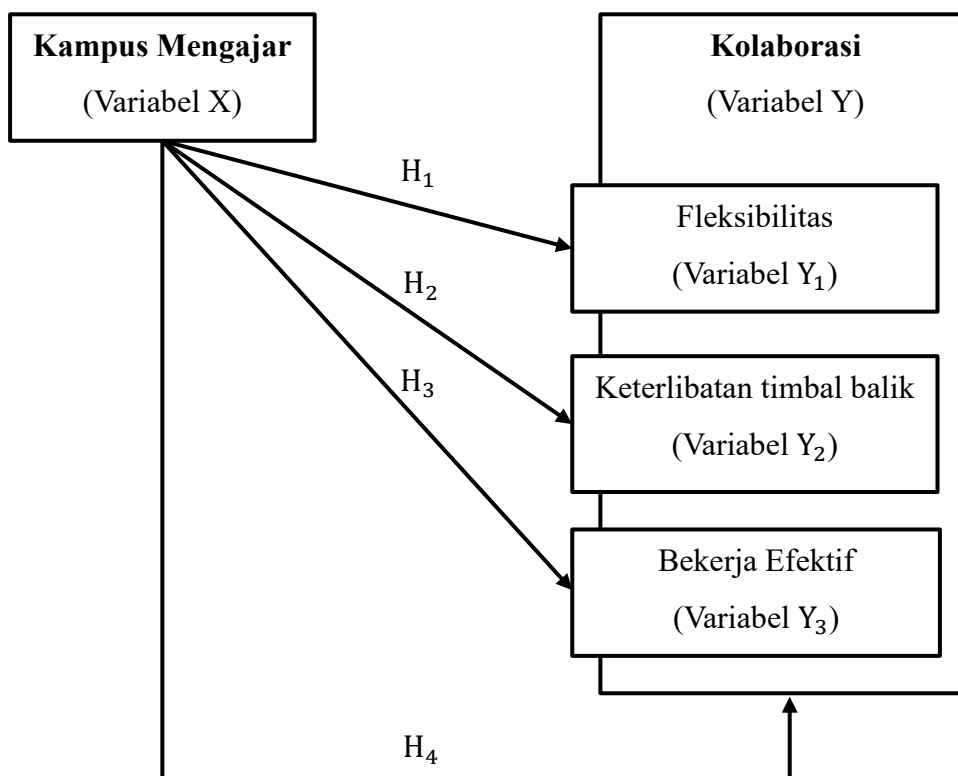 Kampus Mengajar
(Variabel X)
Kolaborasi
(Variabel Y)
H₁
Fleksibilitas
(Variabel Y₁)
H₂
Keterlibatan timbal balik
(Variabel Y₂)
H₃
Bekerja Efektif
(Variabel Y₃)
H₄